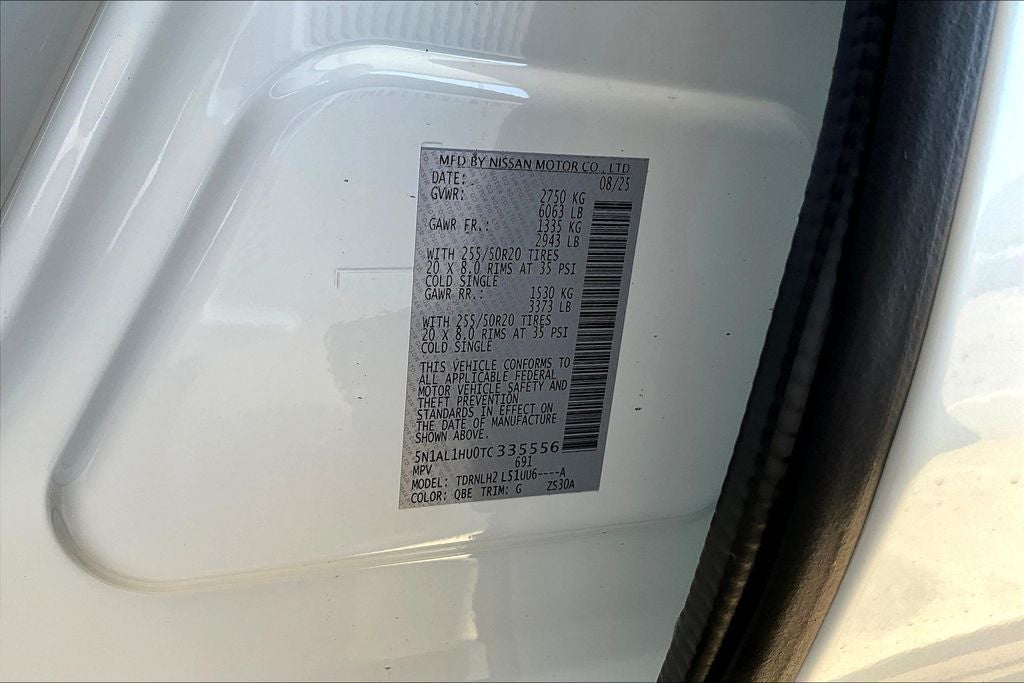 MFD BY NISSAN MOTOR CO., LTD
DATE: 08/25
GVWR: 2750 KG
6063 LB
GAWR FR.: 1335 KG
2943 LB
WITH 255/50R20 TIRES
20 X 8.0 RIMS AT 35 PSI
COLD SINGLE
GAWR RR.: 1530 KG
3373 LB
WITH 255/50R20 TIRES
20 X 8.0 RIMS AT 35 PSI
COLD SINGLE
THIS VEHICLE CONFORMS TO
ALL APPLICABLE FEDERAL
MOTOR VEHICLE SAFETY AND
THEFT PREVENTION
STANDARDS IN EFFECT ON
THE DATE OF MANUFACTURE
SHOWN ABOVE.
5N1AL1HU0TC335556
MPV 691
MODEL: TDRNLH2 L51UU6----A
COLOR: QBE TRIM: G ZS30A